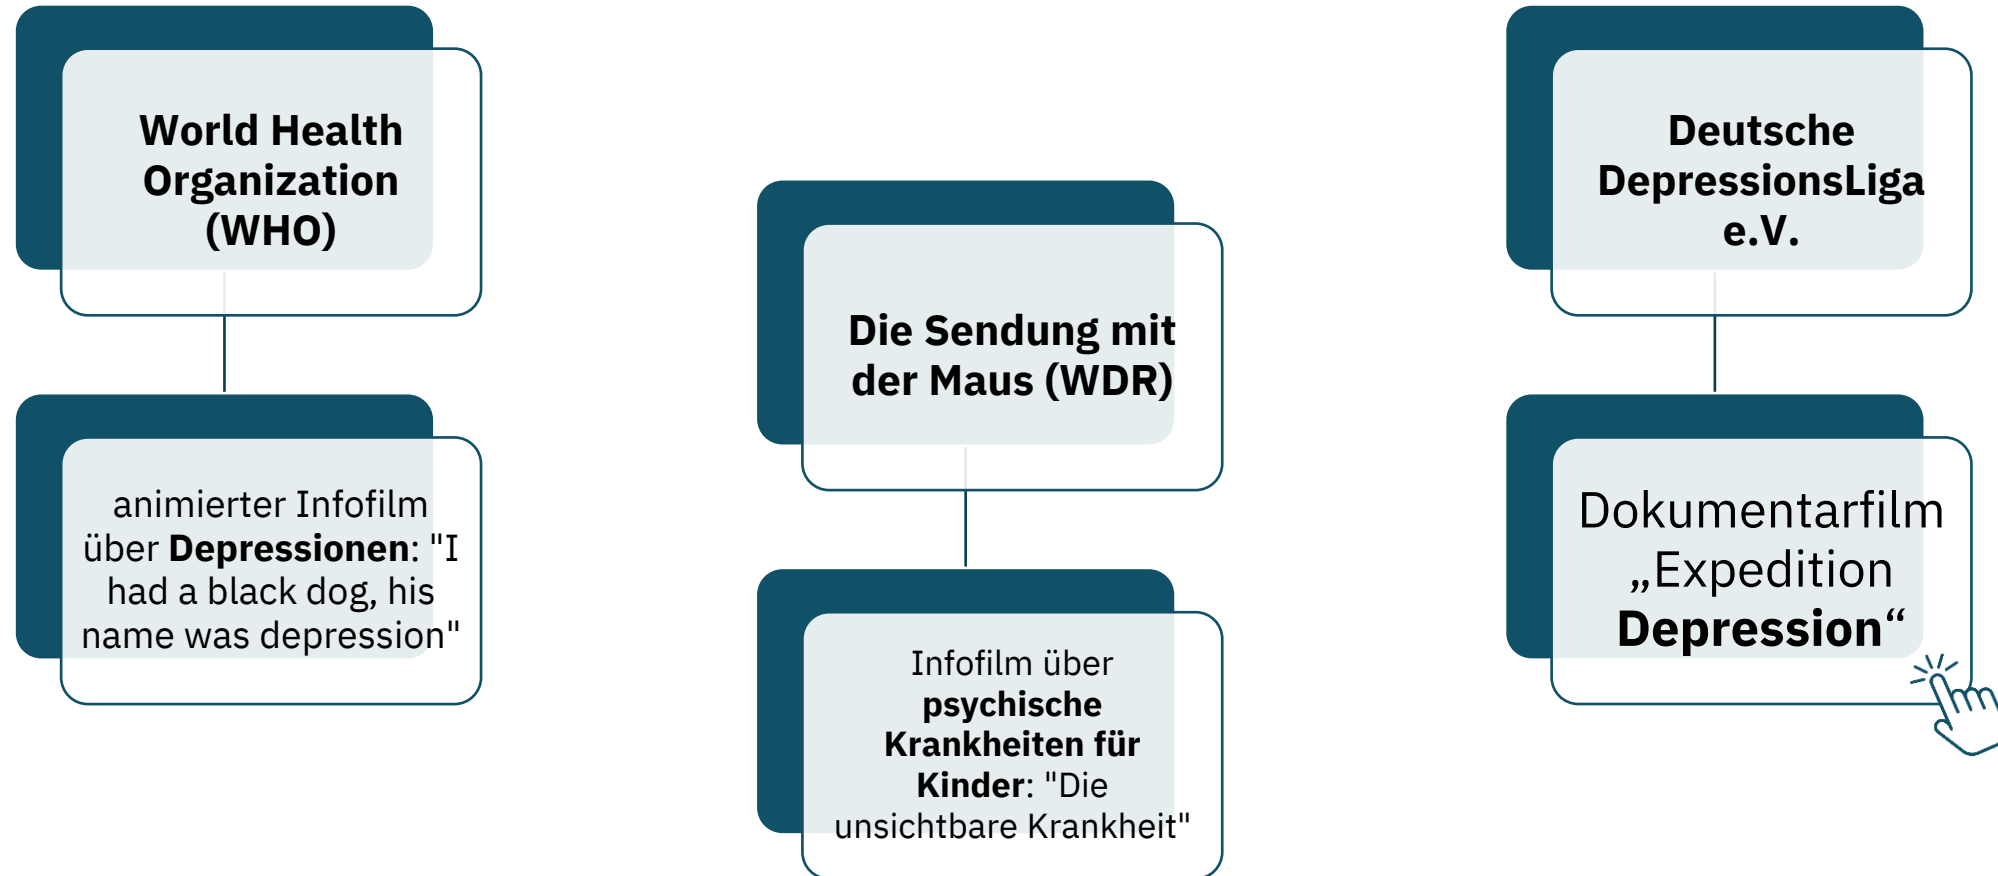 World Health
Organization
(WHO)
animierter Infofilm
über Depressionen: "I
had a black dog, his
name was depression"
Die Sendung mit
der Maus (WDR)
Infofilm über
psychische
Krankheiten für
Kinder: "Die
unsichtbare Krankheit"
Deutsche
DepressionsLiga
e.V.
Dokumentarfilm
„Expedition
Depression“